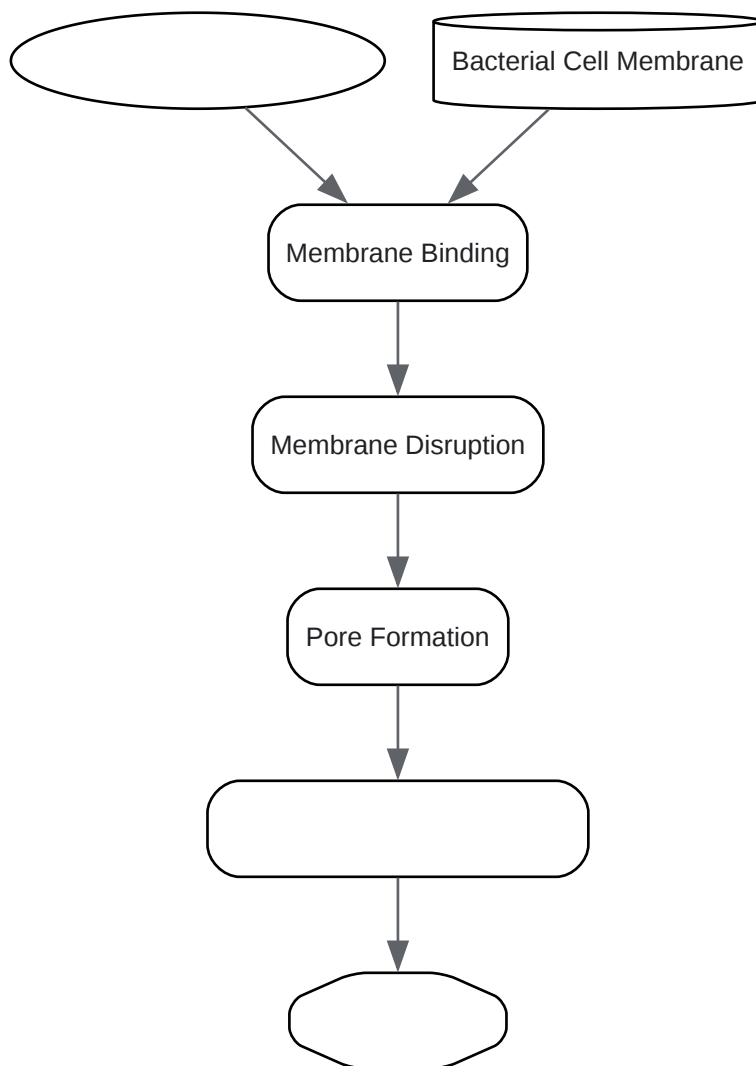 Bacterial Cell Membrane
Membrane Binding
Membrane Disruption
Pore Formation